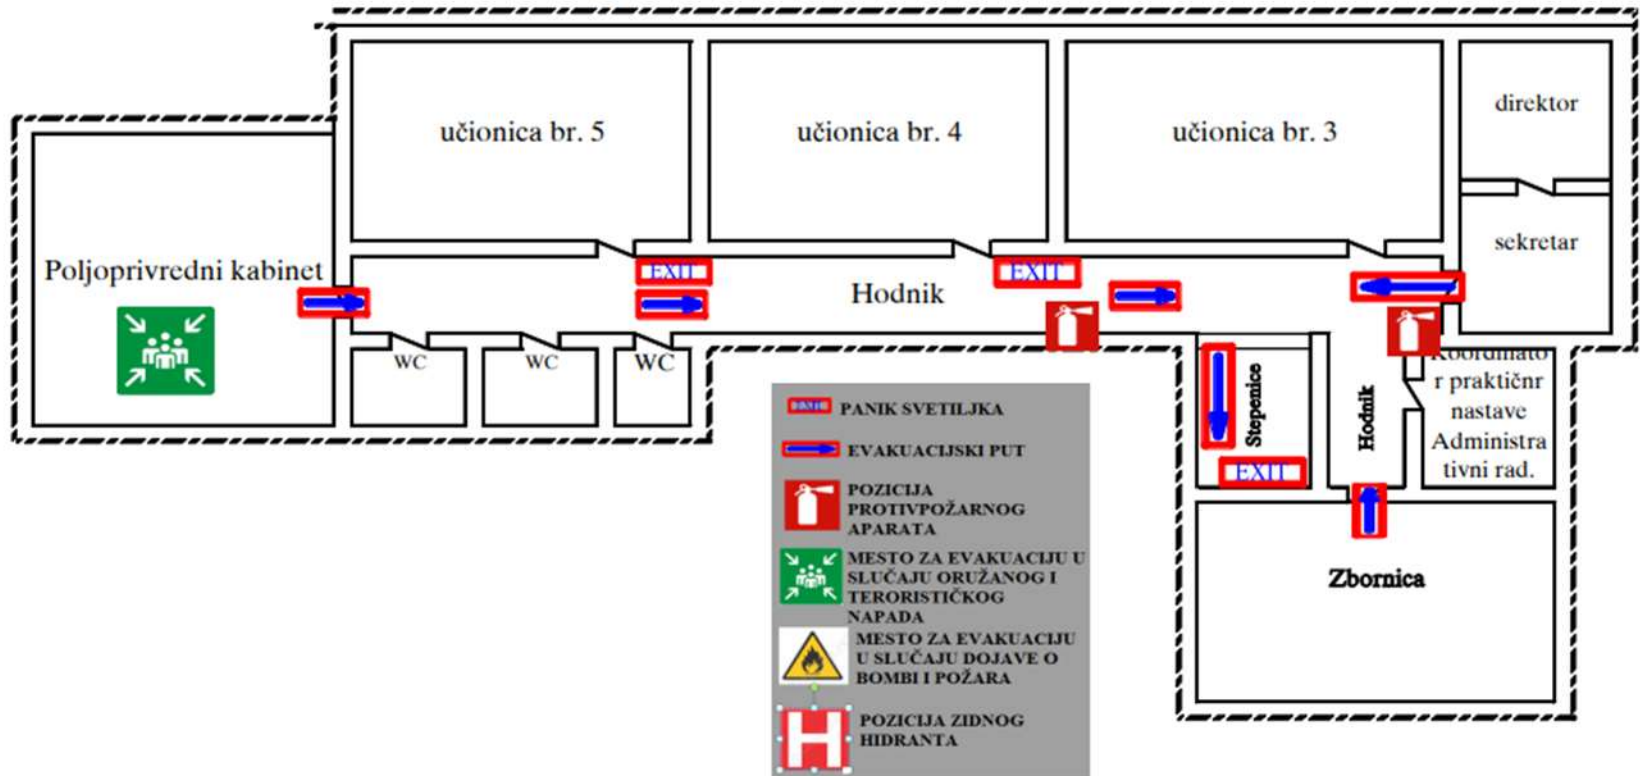 učionica br. 5
učionica br. 4
učionica br. 3
direktor
sekretar
Poljoprivredni kabinet
EXIT
EXIT
Hodnik
WC
WC
WC
Stepenice
EXIT
Hodnik
Koordinato
r praktičnr
nastave
Administra
tivni rad.
Zbornica
EXIT PANIK SVETILJKA
EVAKUACIJSKI PUT
POZICIJA
PROTIVPOŽARNOG
APARATA
MESTO ZA EVAKUACIJU U
SLUČAJU ORUŽANOG I
TERORISTIČKOG
NAPADA
MESTO ZA EVAKUACIJU
U SLUČAJU DOJAVE O
BOMBI I POŽARA
H
POZICIJA ZIDNOG
HIDRANTA